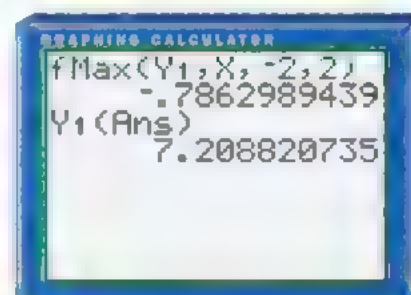 GRAPHING CALCULATOR
fMax(Y₁,X,⁻2,2)
⁻.7862989439
Y₁(Ans)
7.208820735